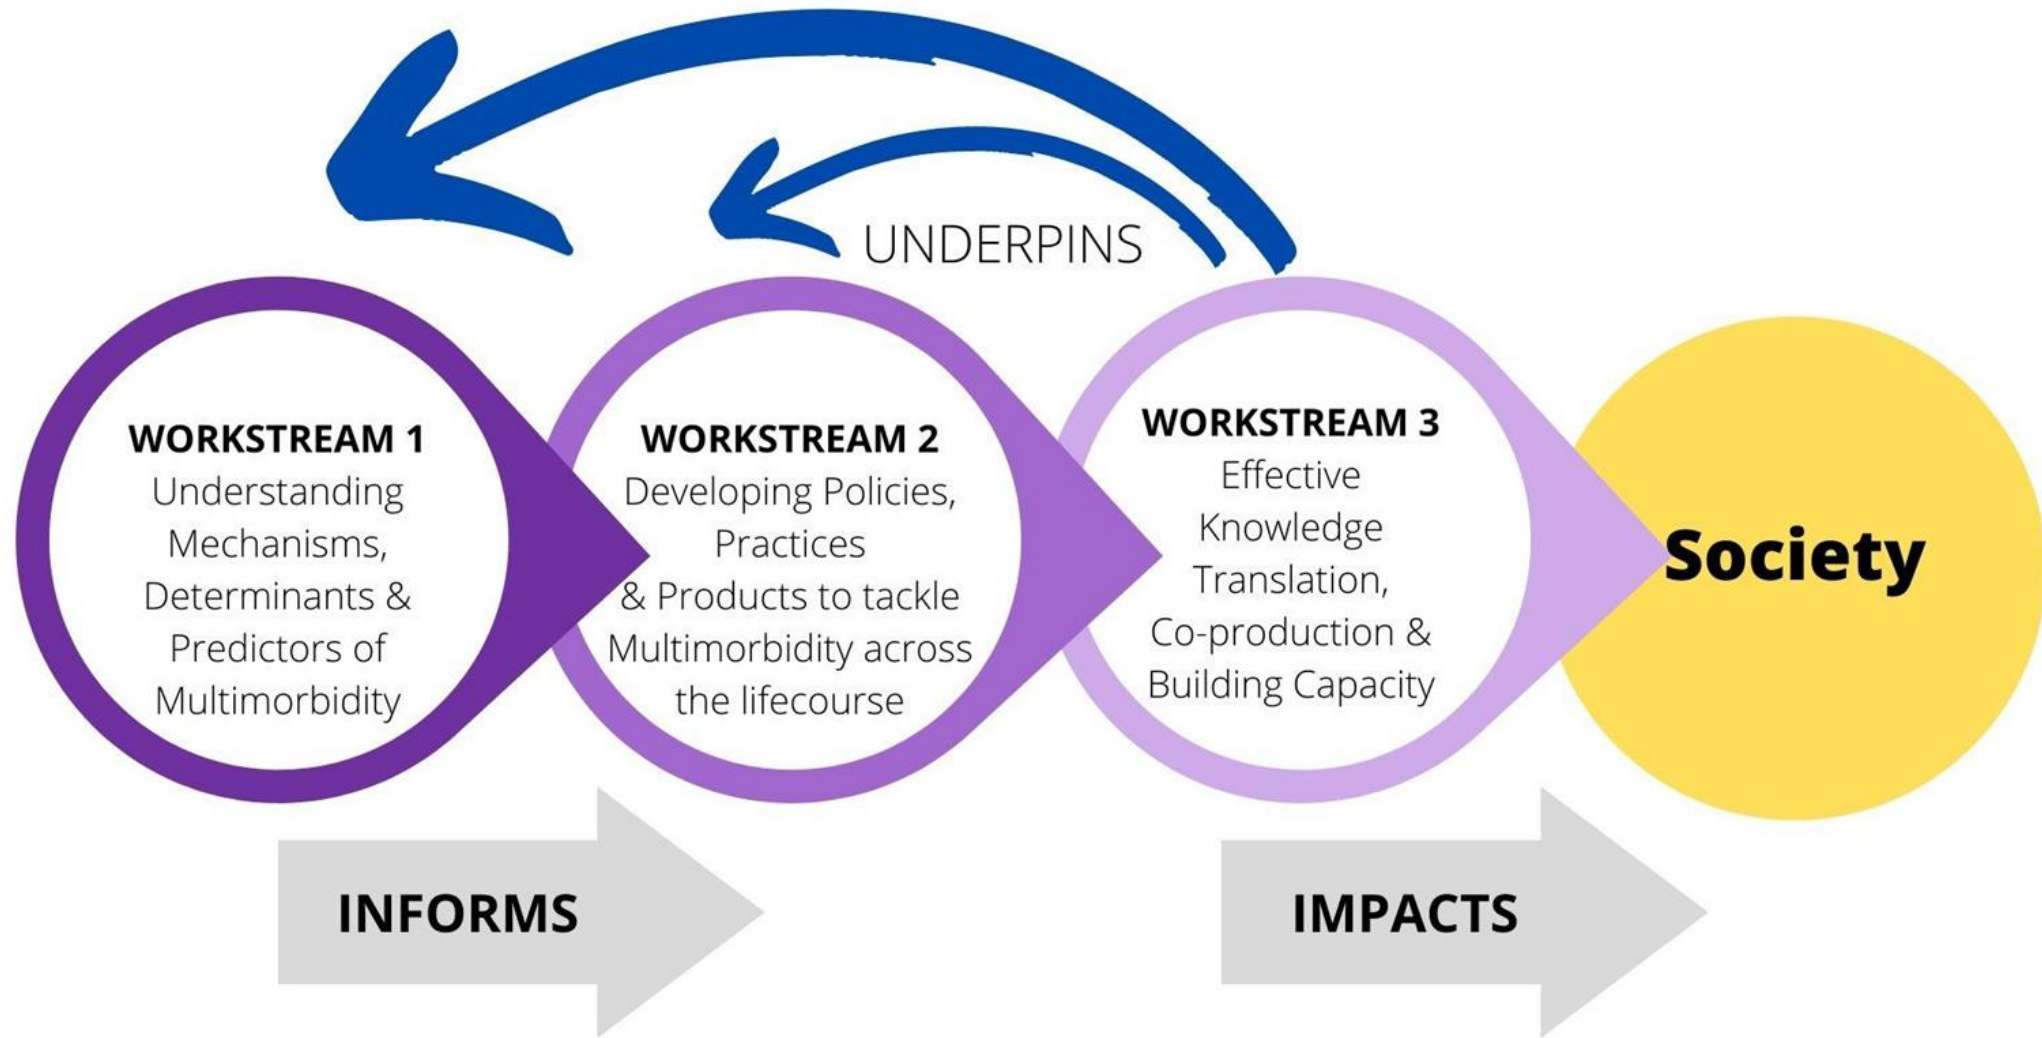 UNDERPINS
WORKSTREAM 1
Understanding
Mechanisms,
Determinants &
Predictors of
Multimorbidity
WORKSTREAM 2
Developing Policies,
Practices
& Products to tackle
Multimorbidity across
the lifecourse
WORKSTREAM 3
Effective
Knowledge
Translation,
Co-production &
Building Capacity
Society
INFORMS
IMPACTS